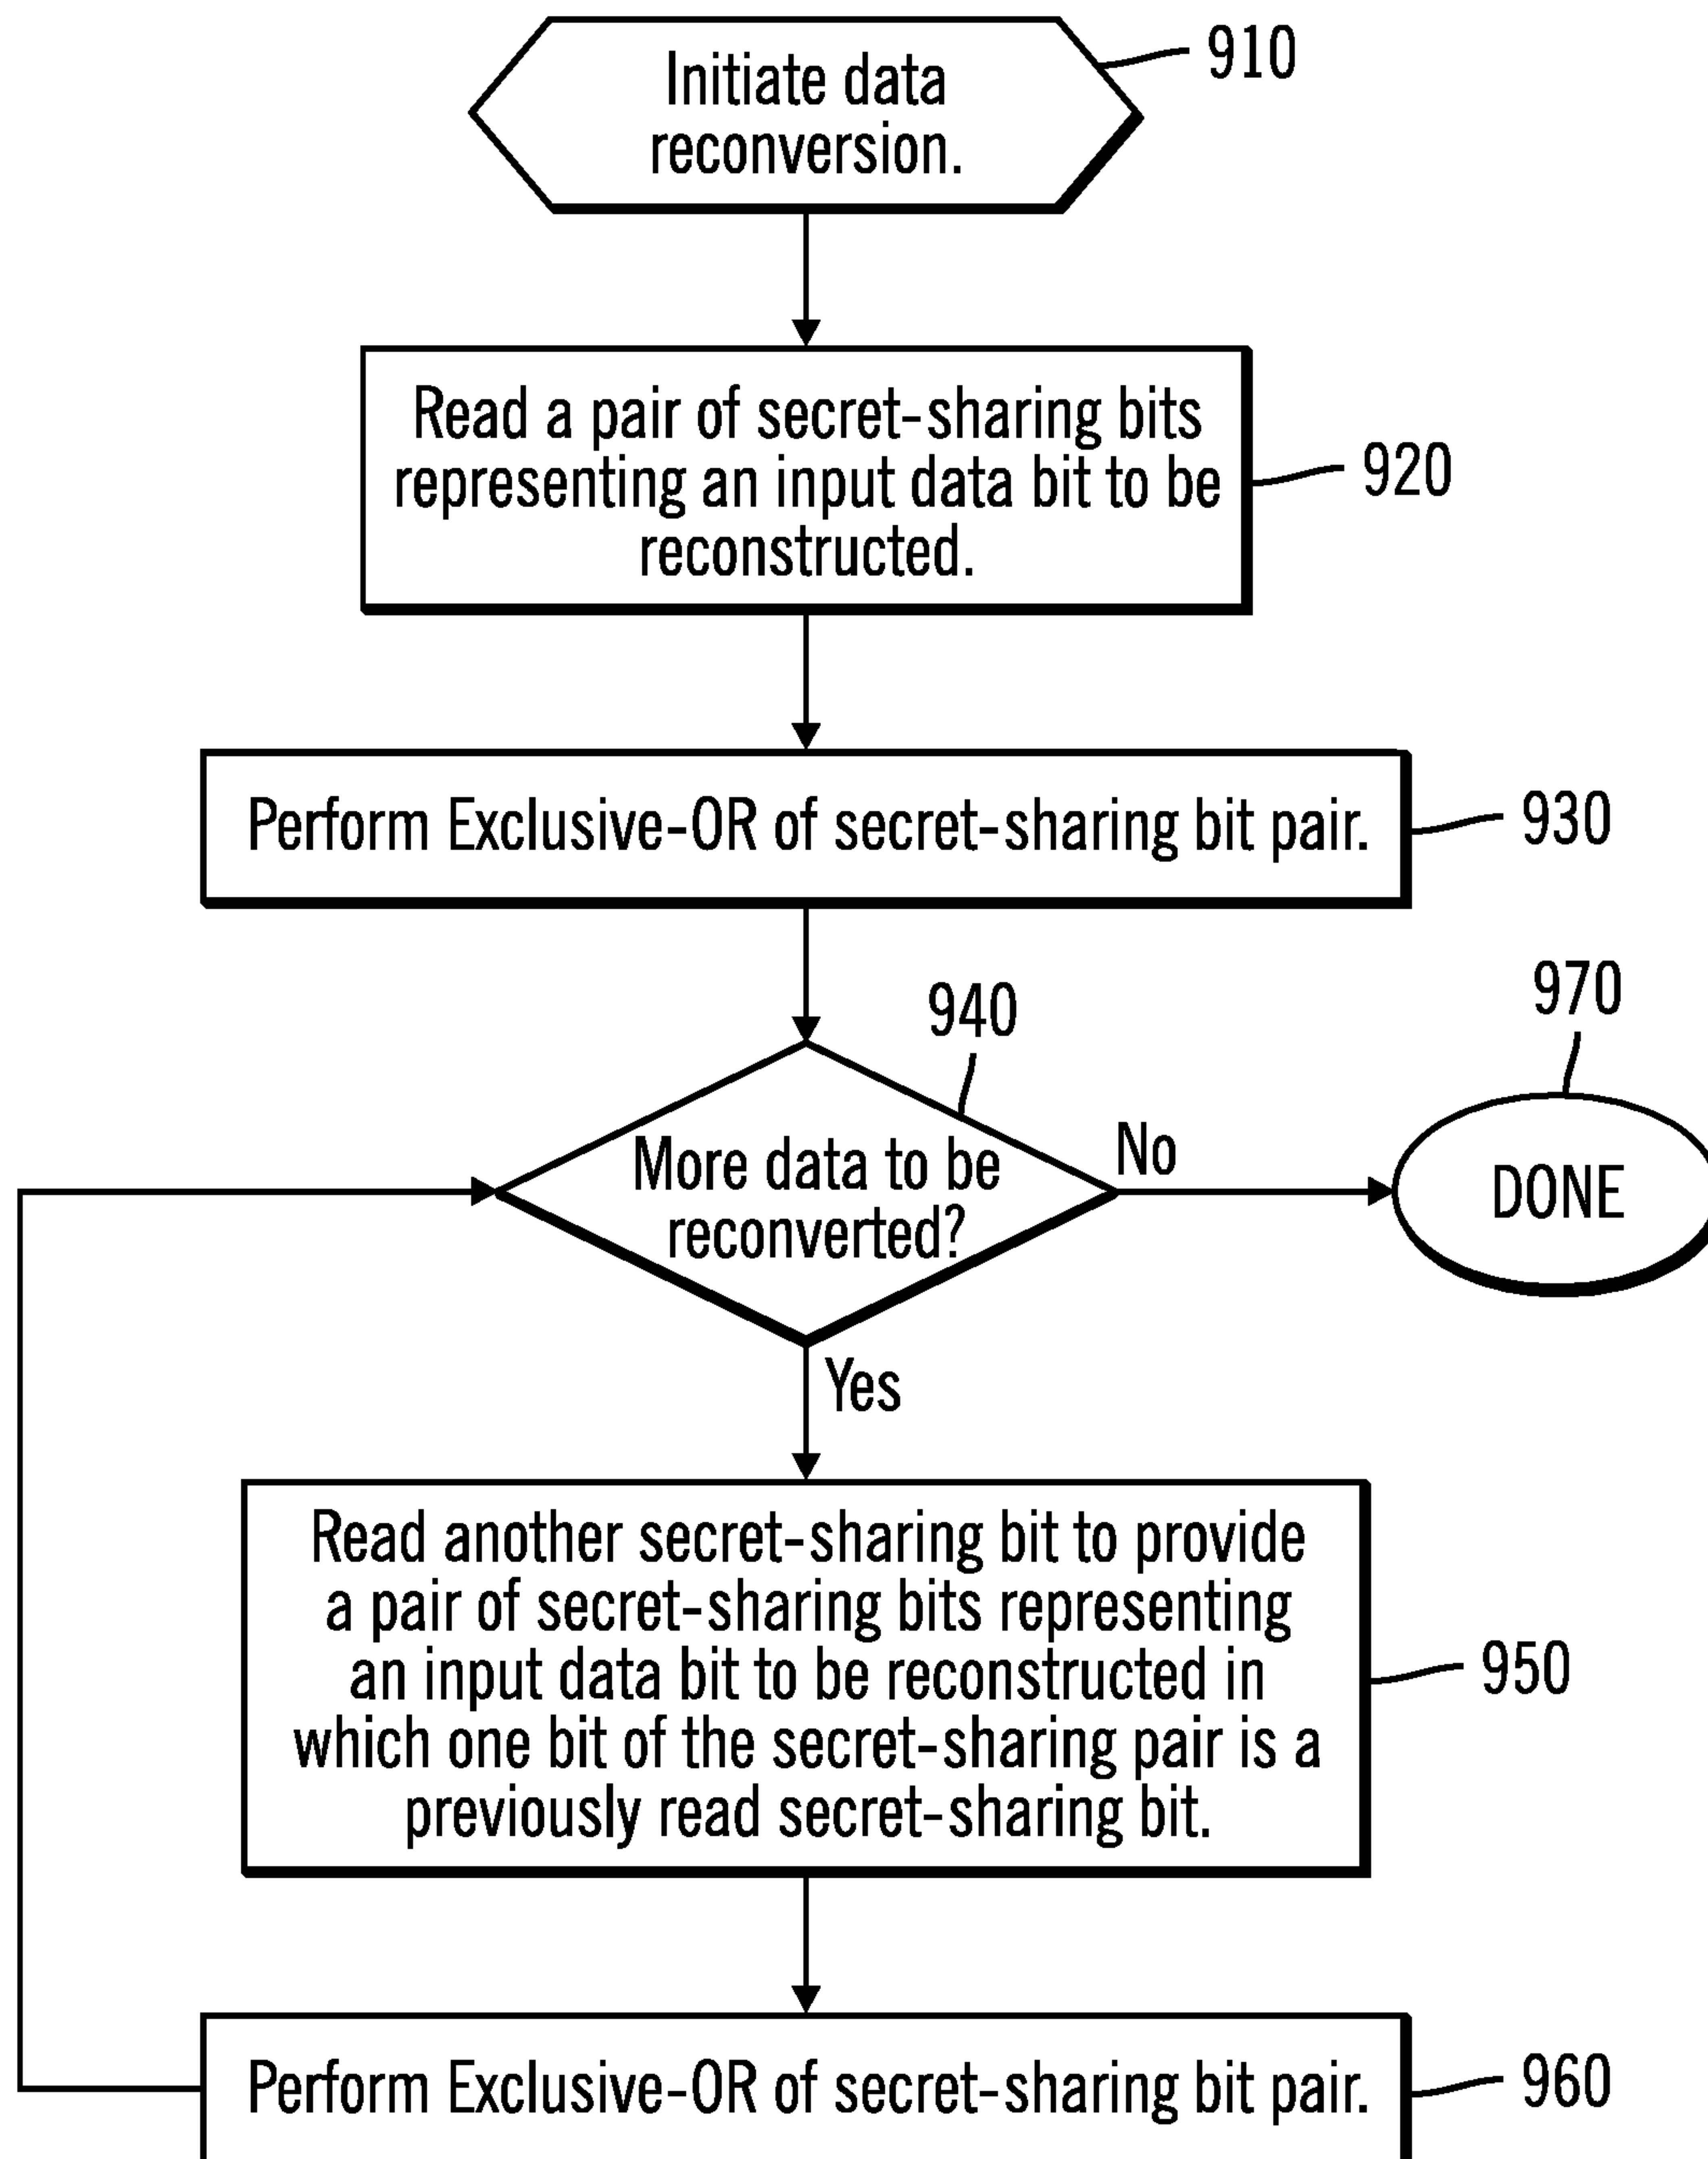 Initiate data
reconversion.
910
Read a pair of secret-sharing bits
representing an input data bit to be
reconstructed.
920
Perform Exclusive-OR of secret-sharing bit pair.
930
940
970
More data to be
reconverted?
No
DONE
Yes
Read another secret-sharing bit to provide
a pair of secret-sharing bits representing
an input data bit to be reconstructed in
which one bit of the secret-sharing pair is a
previously read secret-sharing bit.
950
Perform Exclusive-OR of secret-sharing bit pair.
960